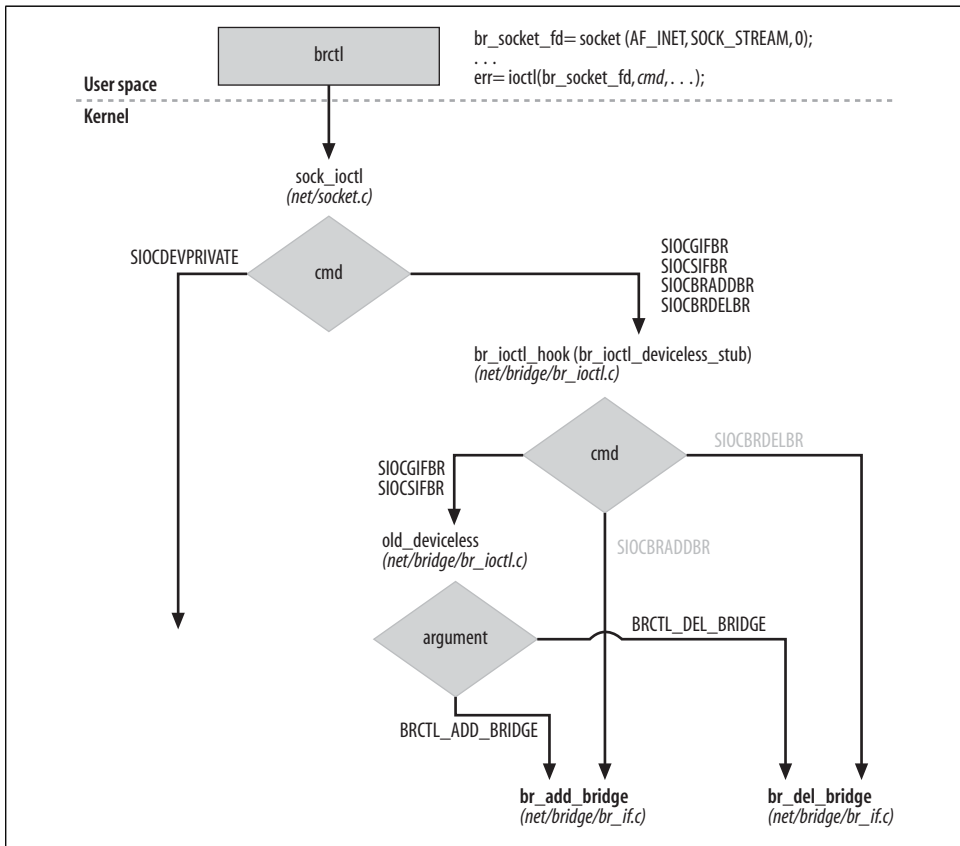 brctl
br_socket_fd= socket (AF_INET, SOCK_STREAM, 0);
. . .
err= ioctl(br_socket_fd, cmd, . . .);
User space
Kernel
sock_ioctl
(net/socket.c)
SIOCDEVPRIVATE
cmd
SIOCGIFBR
SIOCSIFBR
SIOCBRADDBR
SIOCBRDELBR
br_ioctl_hook (br_ioctl_deviceless_stub)
(net/bridge/br_ioctl.c)
cmd
SIOCBRDELBR
SIOCGIFBR
SIOCSIFBR
old_deviceless
(net/bridge/br_ioctl.c)
SIOCBRADDBR
argument
BRCTL_DEL_BRIDGE
BRCTL_ADD_BRIDGE
br_add_bridge
(net/bridge/br_if.c)
br_del_bridge
(net/bridge/br_if.c)